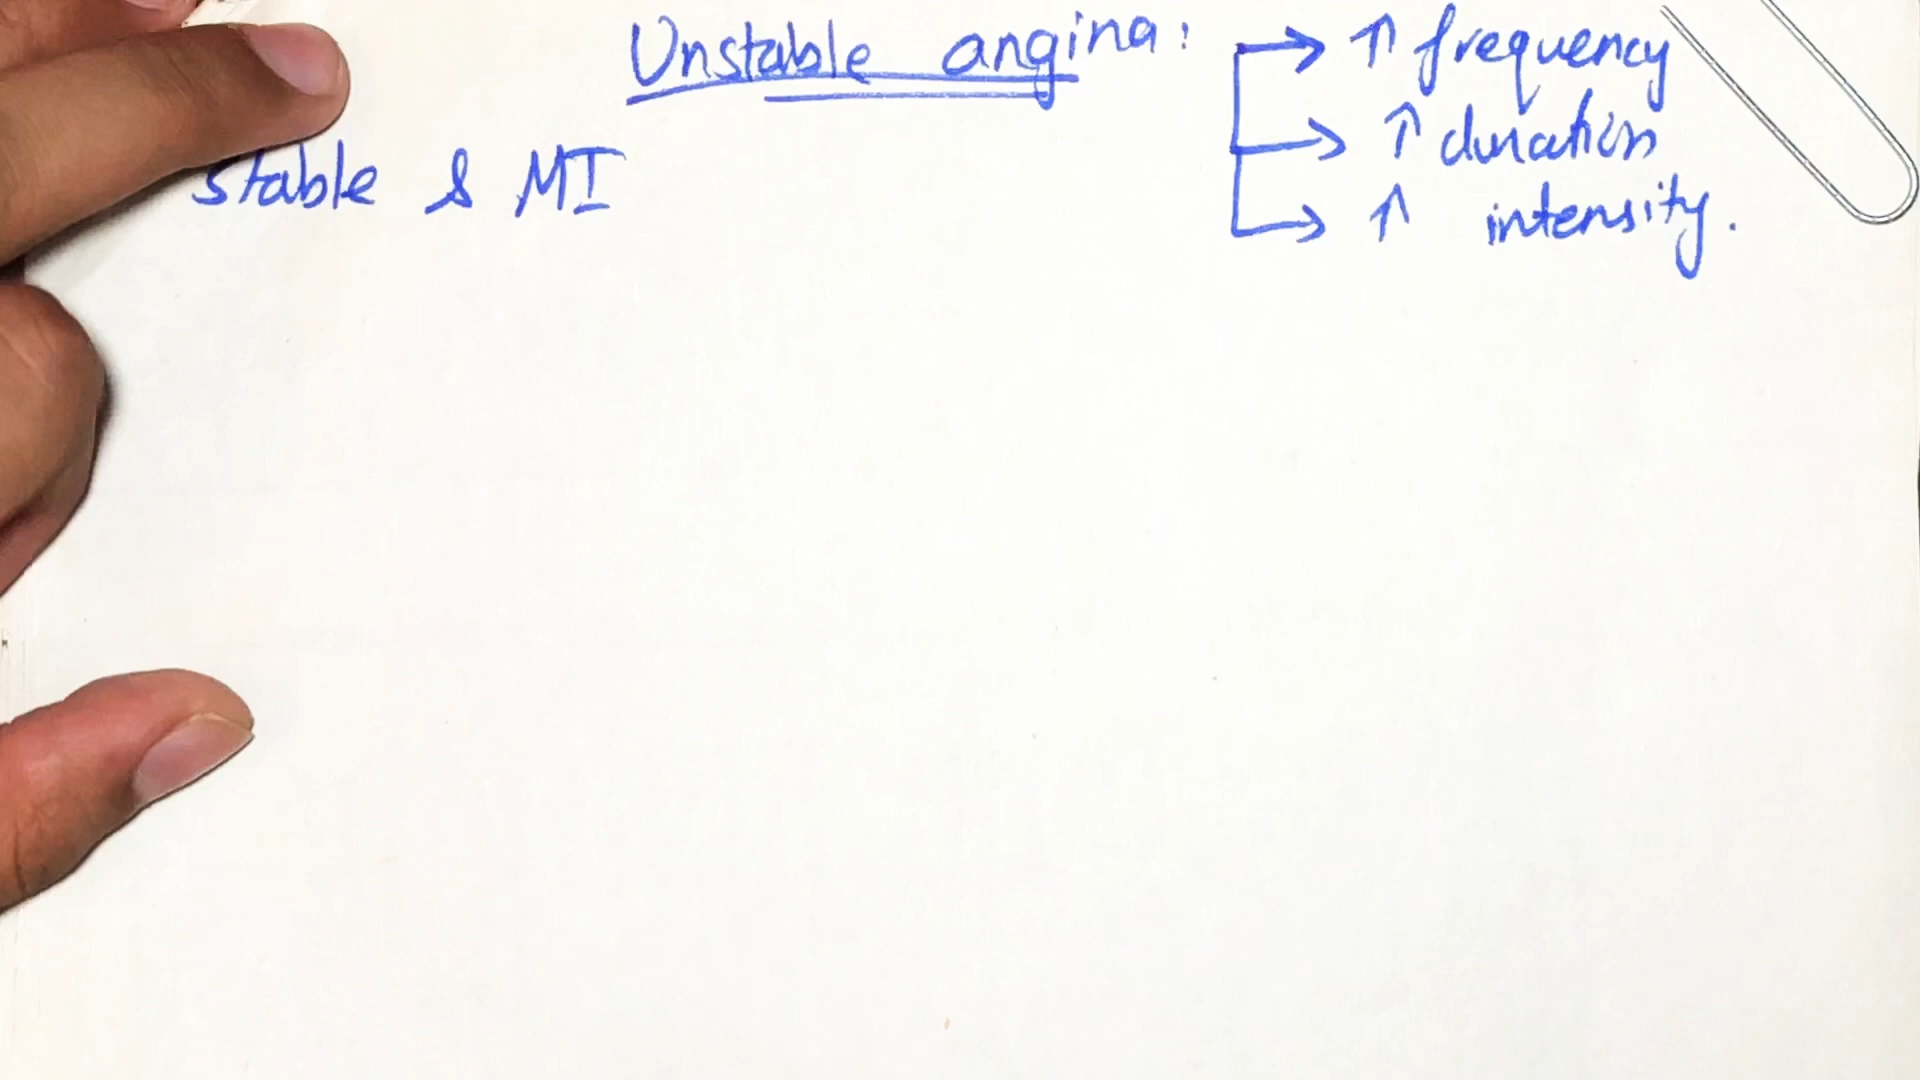 Unstable angina:
→ ↑ frequency
→ ↑ duration
→ ↑ intensity.
stable & MI